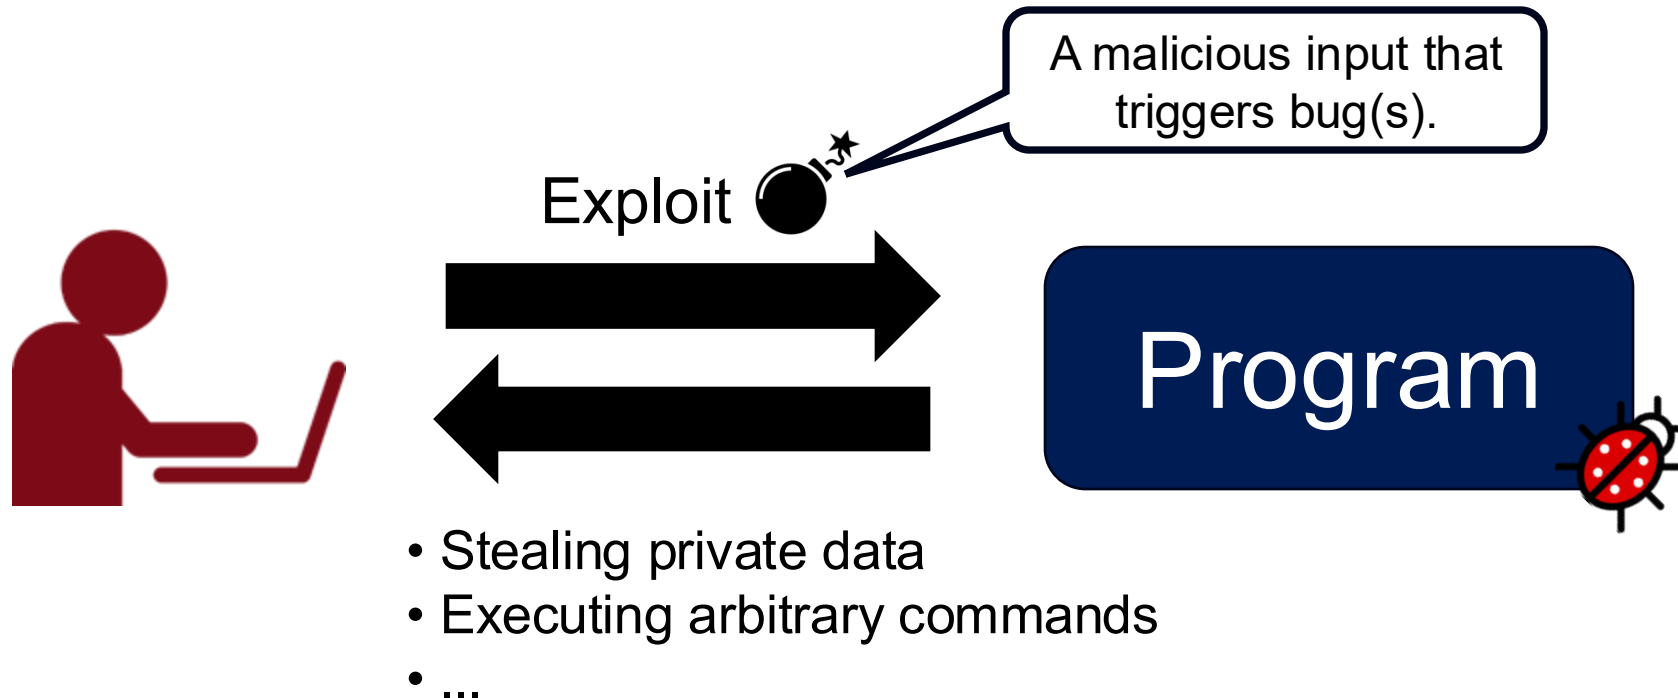 A malicious input that
triggers bug(s).
Exploit
Program
• Stealing private data
• Executing arbitrary commands
• ...